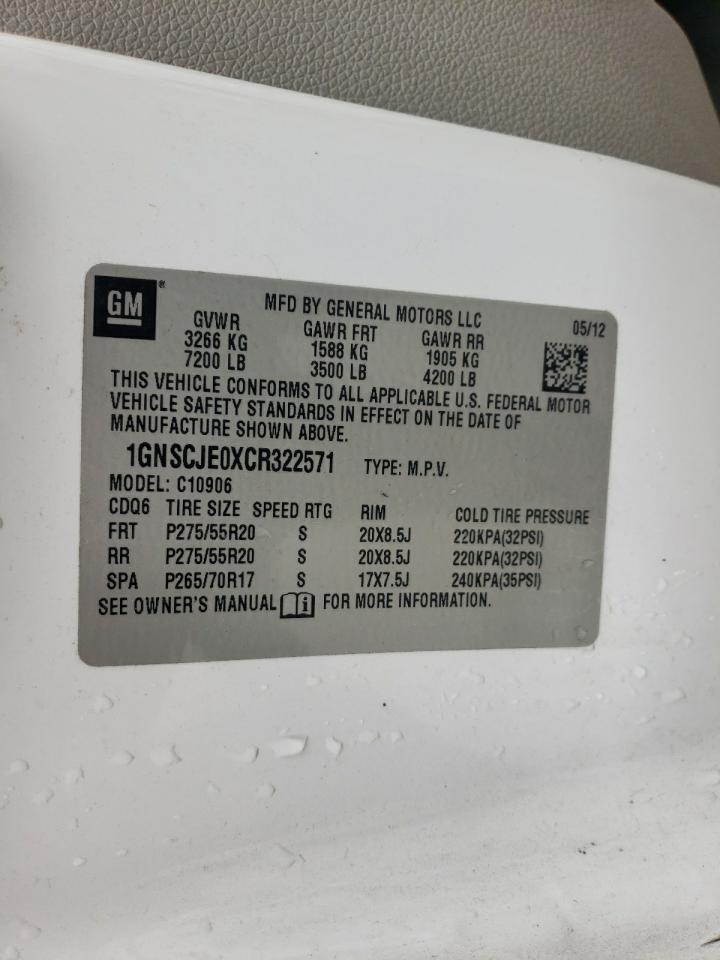 GM ®
MFD BY GENERAL MOTORS LLC 05/12
GVWR GAWR FRT GAWR RR
3266 KG 1588 KG 1905 KG
7200 LB 3500 LB 4200 LB
THIS VEHICLE CONFORMS TO ALL APPLICABLE U.S. FEDERAL MOTOR
VEHICLE SAFETY STANDARDS IN EFFECT ON THE DATE OF
MANUFACTURE SHOWN ABOVE.
1GNSCJE0XCR322571 TYPE: M.P.V.
MODEL: C10906
CDQ6 TIRE SIZE SPEED RTG RIM COLD TIRE PRESSURE
FRT P275/55R20 S 20X8.5J 220KPA(32PSI)
RR P275/55R20 S 20X8.5J 220KPA(32PSI)
SPA P265/70R17 S 17X7.5J 240KPA(35PSI)
SEE OWNER'S MANUAL i FOR MORE INFORMATION.